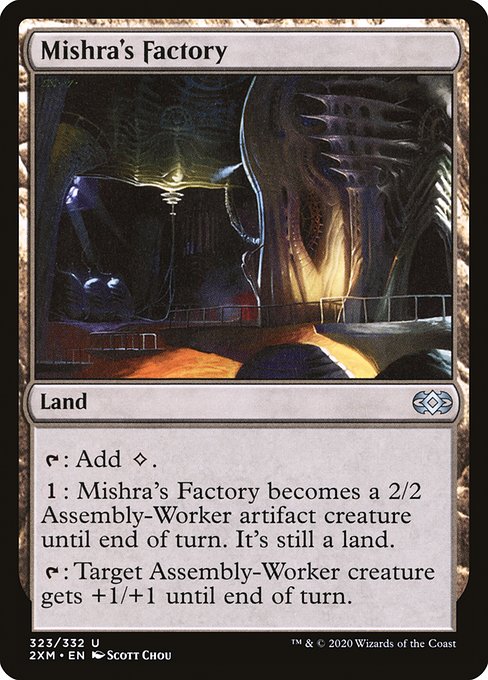 Mishra's Factory
Land
: Add .
1 : Mishra's Factory becomes a 2/2
Assembly-Worker artifact creature
until end of turn. It's still a land.
: Target Assembly-Worker creature
gets +1/+1 until end of turn.
323/332 U
2XM • EN Scott Chou
™ & © 2020 Wizards of the Coast